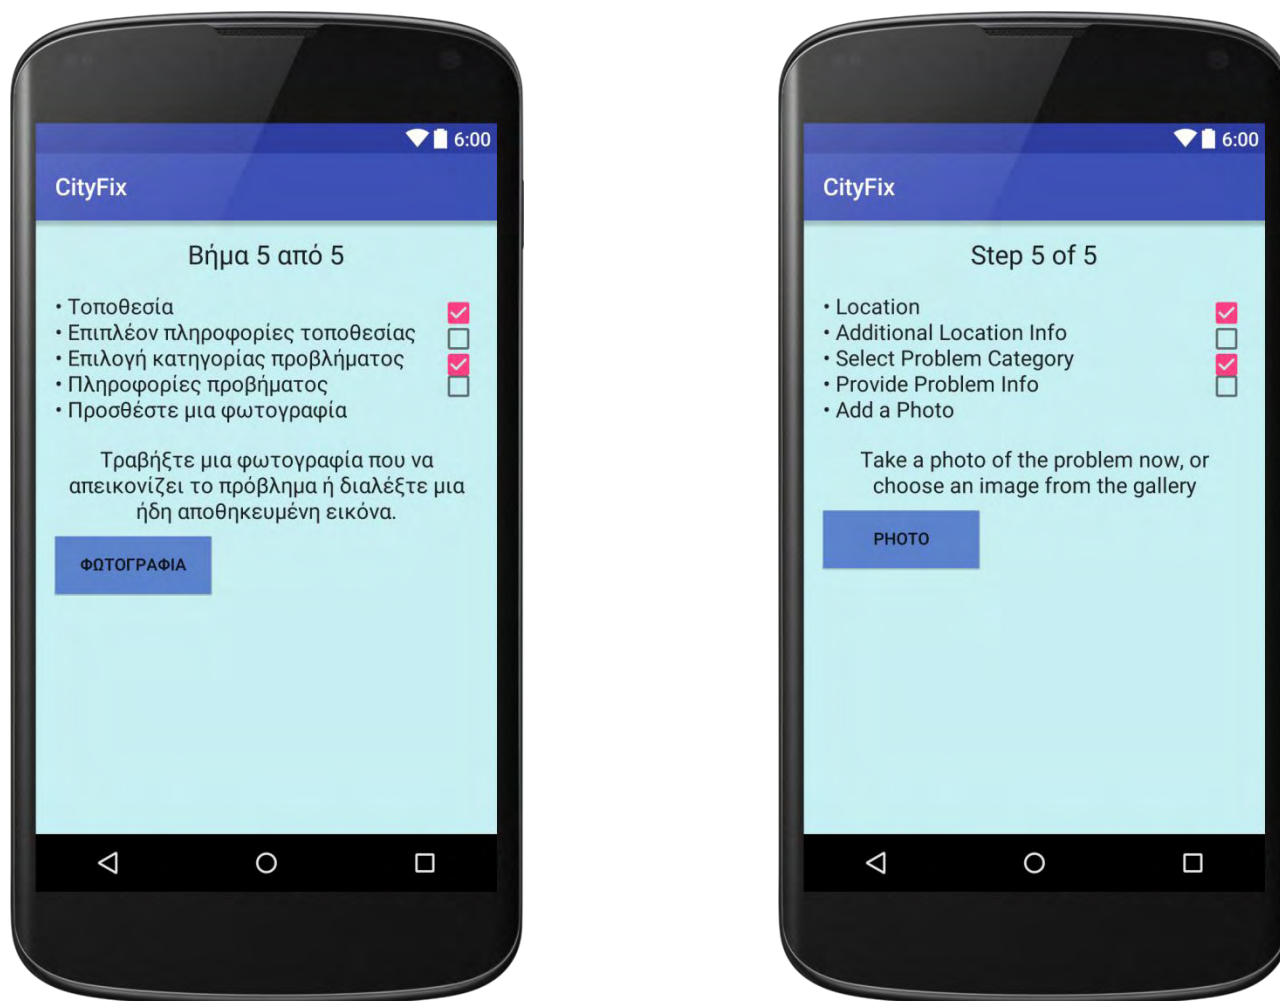 6:00
CityFix
Βήμα 5 από 5
• Τοποθεσία
• Επιπλέον πληροφορίες τοποθεσίας
• Επιλογή κατηγορίας προβλήματος
• Πληροφορίες προβήματος
• Προσθέστε μια φωτογραφία
Τραβήξτε μια φωτογραφία που να
απεικονίζει το πρόβλημα ή διαλέξτε μια
ήδη αποθηκευμένη εικόνα.
ΦΩΤΟΓΡΑΦΙΑ
6:00
CityFix
Step 5 of 5
• Location
• Additional Location Info
• Select Problem Category
• Provide Problem Info
• Add a Photo
Take a photo of the problem now, or
choose an image from the gallery
PHOTO